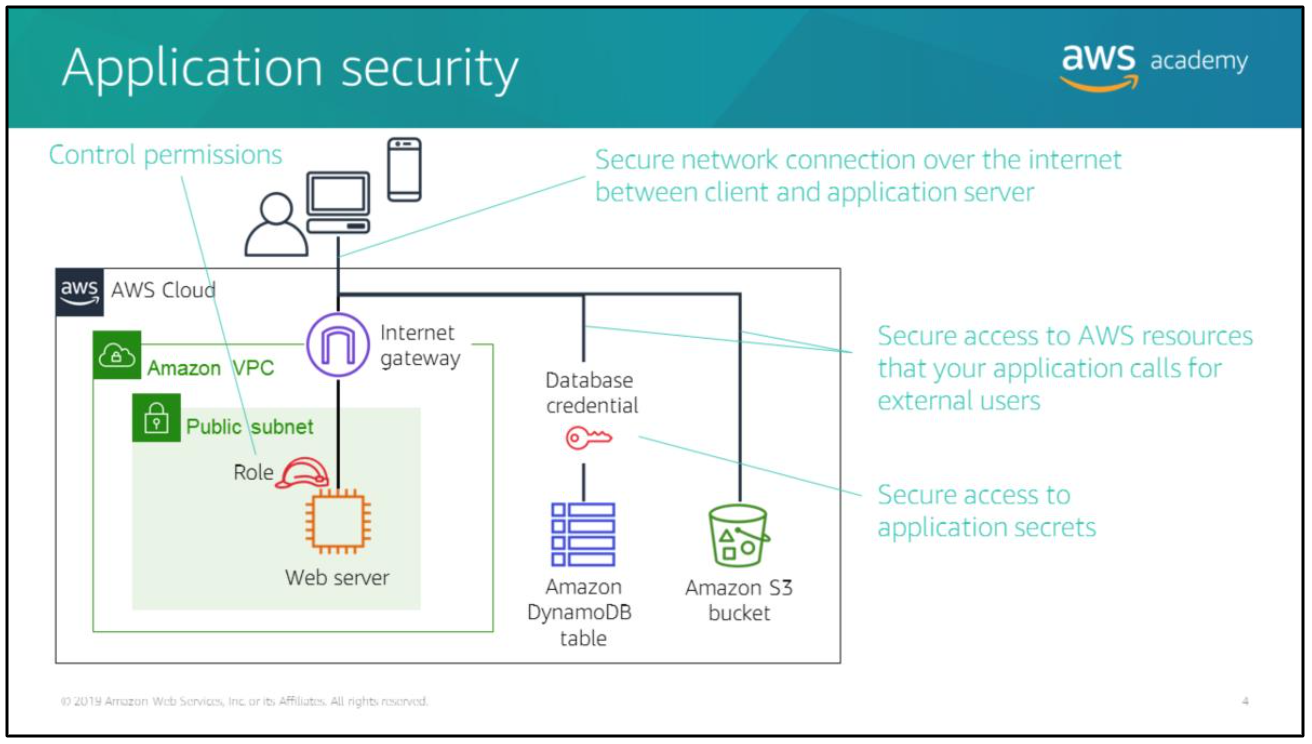 Application security
aws academy
Control permissions
Secure network connection over the internet
between client and application server
aws
AWS Cloud
Internet
gateway
Amazon VPC
Public subnet
Role
Web server
Database
credential
Amazon
DynamoDB
table
Amazon S3
bucket
Secure access to AWS resources
that your application calls for
external users
Secure access to
application secrets
© 2019 Amazon Web Services, Inc. or its Affiliates. All rights reserved.
4